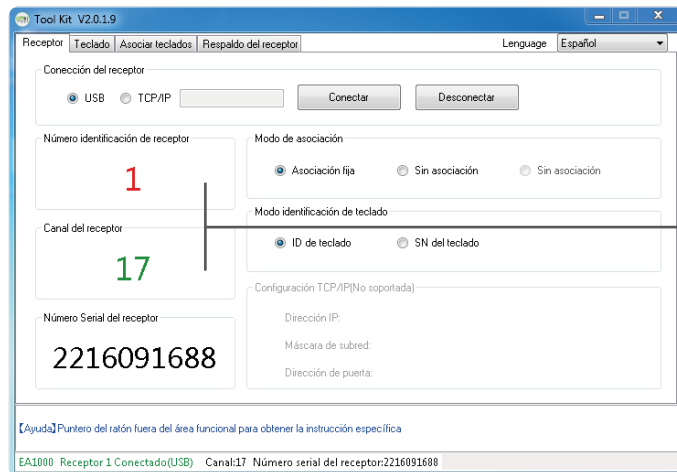 Tool Kit V2.0.1.9
Receptor Teclado Asociar teclados Respaldo del receptor Lenguage Español
Conección del receptor
USB TCP/IP Conectar Desconectar
Número identificación de receptor
1
Modo de asociación
Asociación fija Sin asociación Sin asociación
Canal del receptor
17
Modo identificación de teclado
ID de teclado SN del teclado
Número Serial del receptor
2216091688
Configuración TCP/IP(No soportada)
Dirección IP:
Máscara de subred:
Dirección de puerta:
【Ayuda】Puntero del ratón fuera del área funcional para obtener la instrucción específica
EA1000 Receptor 1 Conectado(USB) Canal:17 Número serial del receptor:2216091688